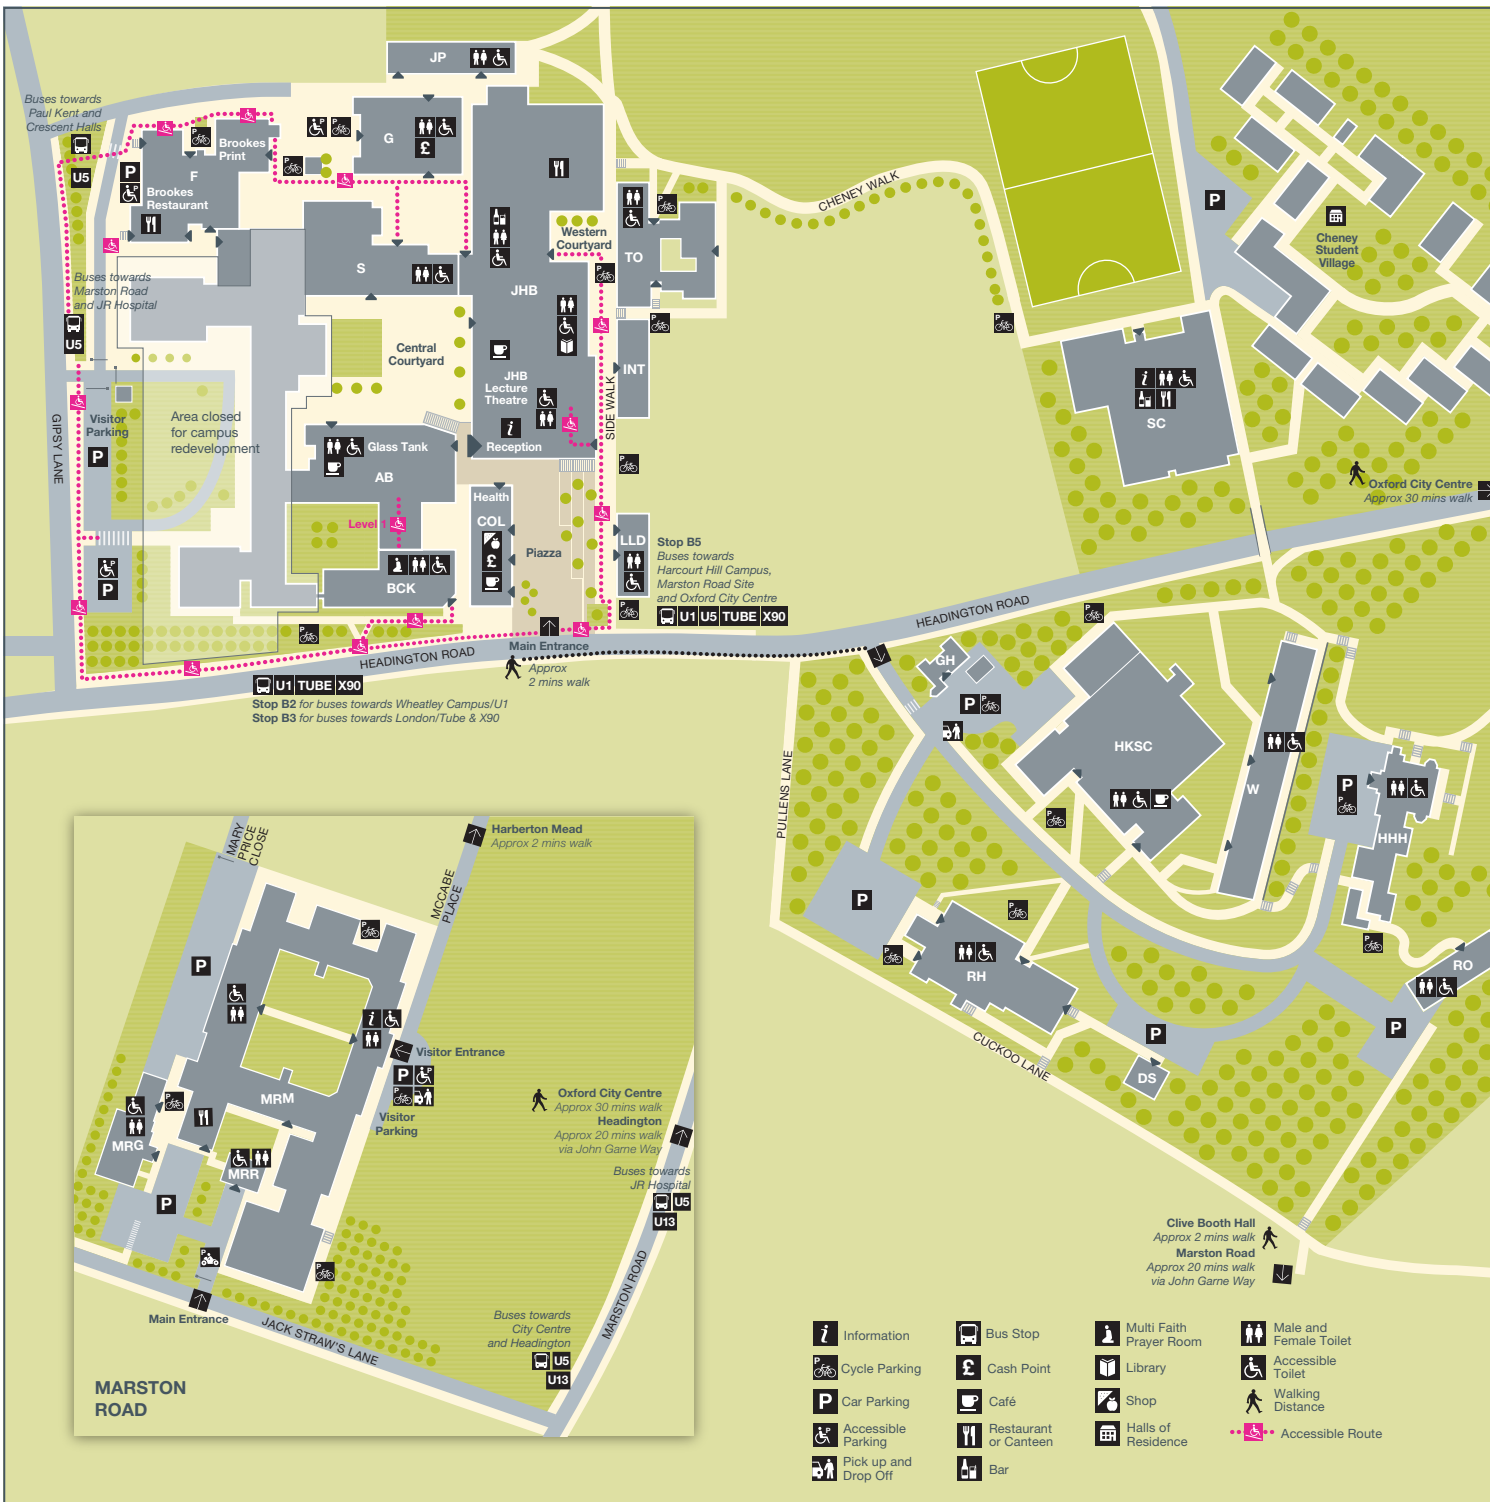 JP
Buses towards
Paul Kent and
Crescent Halls
U5
Brookes
Print
F
P
Brookes
Restaurant
P
P
G
£
P
P
P
Buses towards
Marston Road
and JR Hospital
U5
S
JHB
Western
Courtyard
TO
P
P
P
INT
Central
Courtyard
JHB
Lecture
Theatre
i
Reception
SIDE WALK
P
GIPSY LANE
Visitor
Parking
P
Area closed
for campus
redevelopment
Glass Tank
AB
Level 1
BCK
Health
COL
£
Piazza
LLD
P
P
P
P
Stop B5
Buses towards
Harcourt Hill Campus,
Marston Road Site
and Oxford City Centre
U1 U5 TUBE X90
Main Entrance
Approx
2 mins walk
HEADINGTON ROAD
U1 TUBE X90
Stop B2 for buses towards Wheatley Campus/U1
Stop B3 for buses towards London/Tube & X90
HEADINGTON ROAD
CHENEY WALK
P
P
Cheney
Student
Village
i
SC
Oxford City Centre
Approx 30 mins walk
P
GH
P
P
HKSC
P
W
P
P
HHH
PULLENS LANE
P
P
P
RH
P
RO
P
P
DS
CUCKOO LANE
Clive Booth Hall
Approx 2 mins walk
Marston Road
Approx 20 mins walk
via John Garne Way
MARY
PRICE
CLOSE
Harberton Mead
Approx 2 mins walk
MCCABE
PLACE
P
P
i
Visitor Entrance
P
P
P
Visitor
Parking
MRM
P
MRG
MRR
P
P
P
Main Entrance
JACK STRAW'S LANE
Oxford City Centre
Approx 30 mins walk
Headington
Approx 20 mins walk
via John Garne Way
Buses towards
JR Hospital
U5
U13
MARSTON ROAD
Buses towards
City Centre
and Headington
U5
U13
MARSTON
ROAD
i Information
P Cycle Parking
P Car Parking
P Accessible
Parking
Pick up and
Drop Off
Bus Stop
£ Cash Point
Café
Restaurant
or Canteen
Bar
Multi Faith
Prayer Room
Library
Shop
Halls of
Residence
Male and
Female Toilet
Accessible
Toilet
Walking
Distance
Accessible Route